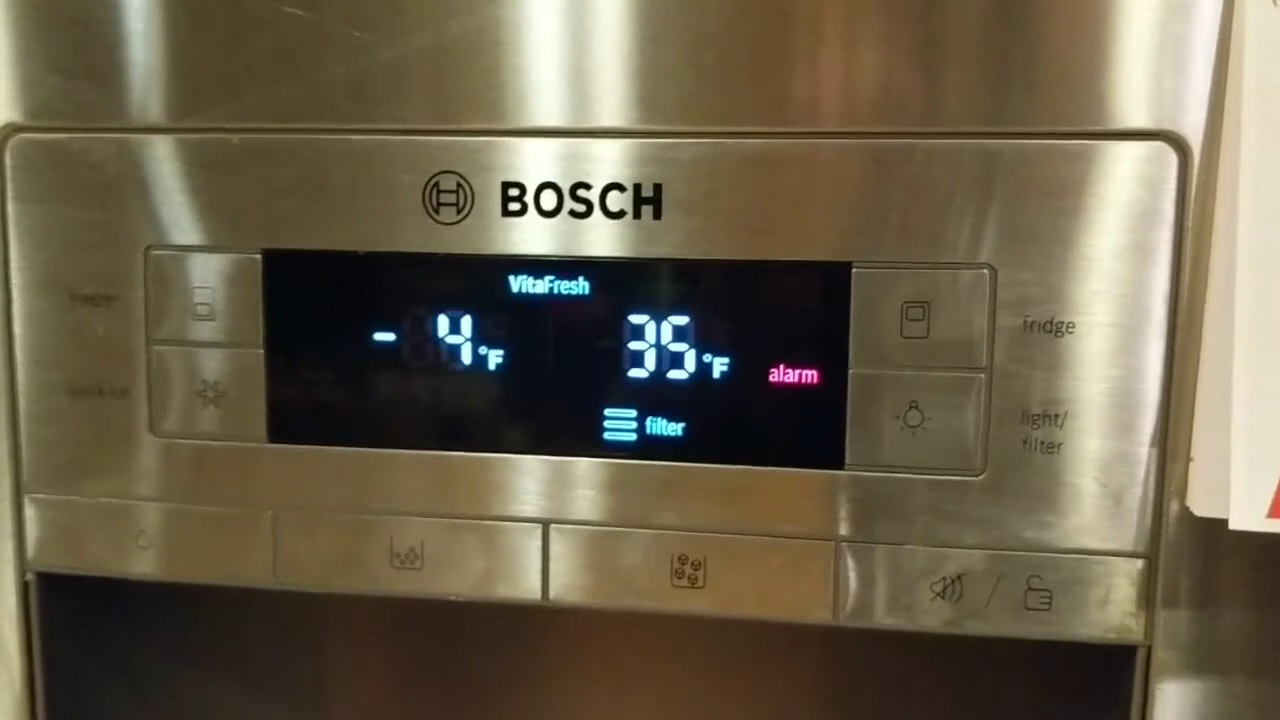 BOSCH
VitaFresh
- 4 °F 35 °F
alarm
filter
fridge
light/
filter